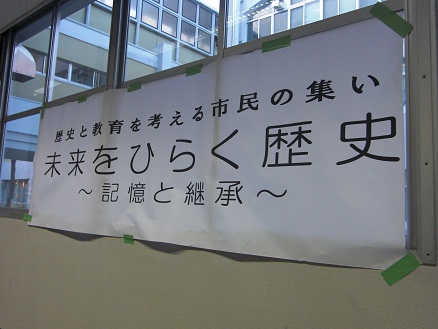 歴史と教育を考える市民の集い
未来をひらく歴史
～記憶と継承～